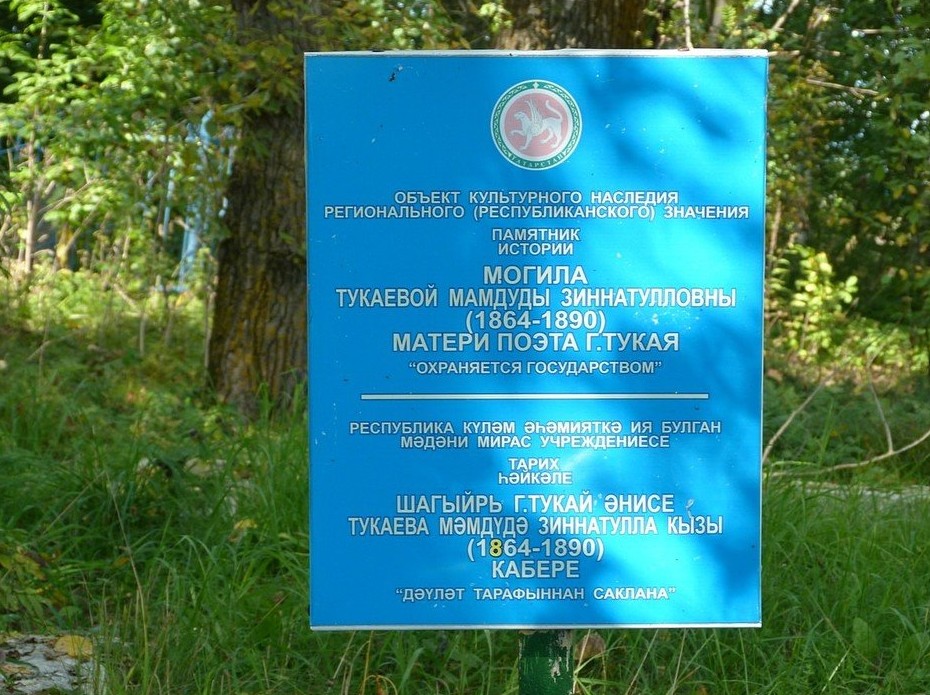 ТАТАРСТАН
ОБЪЕКТ КУЛЬТУРНОГО НАСЛЕДИЯ
РЕГИОНАЛЬНОГО (РЕСПУБЛИКАНСКОГО) ЗНАЧЕНИЯ
ПАМЯТНИК
ИСТОРИИ
МОГИЛА
ТУКАЕВОЙ МАМДУДЫ ЗИННАТУЛЛОВНЫ
(1864-1890)
МАТЕРИ ПОЭТА Г.ТУКАЯ
“ОХРАНЯЕТСЯ ГОСУДАРСТВОМ”
РЕСПУБЛИКА КҮЛӘМ ӘҺӘМИЯТКӘ ИЯ БУЛГАН
МӘДӘНИ МИРАС УЧРЕЖДЕНИЕСЕ
ТАРИХ
ҺӘЙКӘЛЕ
ШАГЫЙРЬ Г.ТУКАЙ ӘНИСЕ
ТУКАЕВА МӘМДҮДӘ ЗИННАТУЛЛА КЫЗЫ
(1864-1890)
КАБЕРЕ
“ДӘҮЛӘТ ТАРАФЫННАН САКЛАНА”